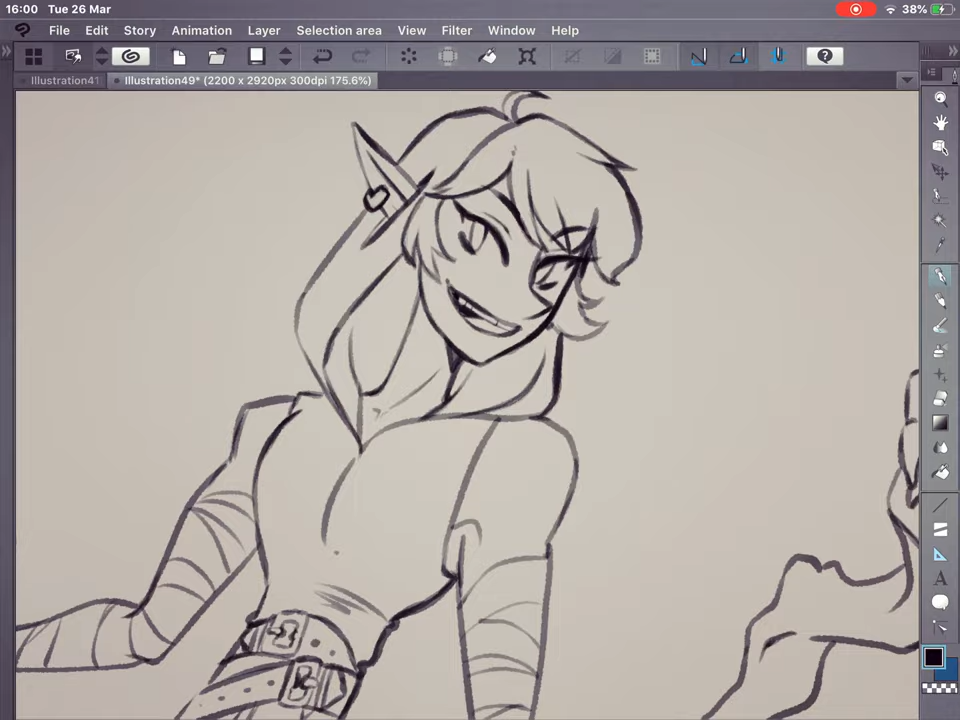 16:00 Tue 26 Mar 38%
File Edit Story Animation Layer Selection area View Filter Window Help
Illustration41 Illustration49* (2200 x 2920px 300dpi 175.6%)
A